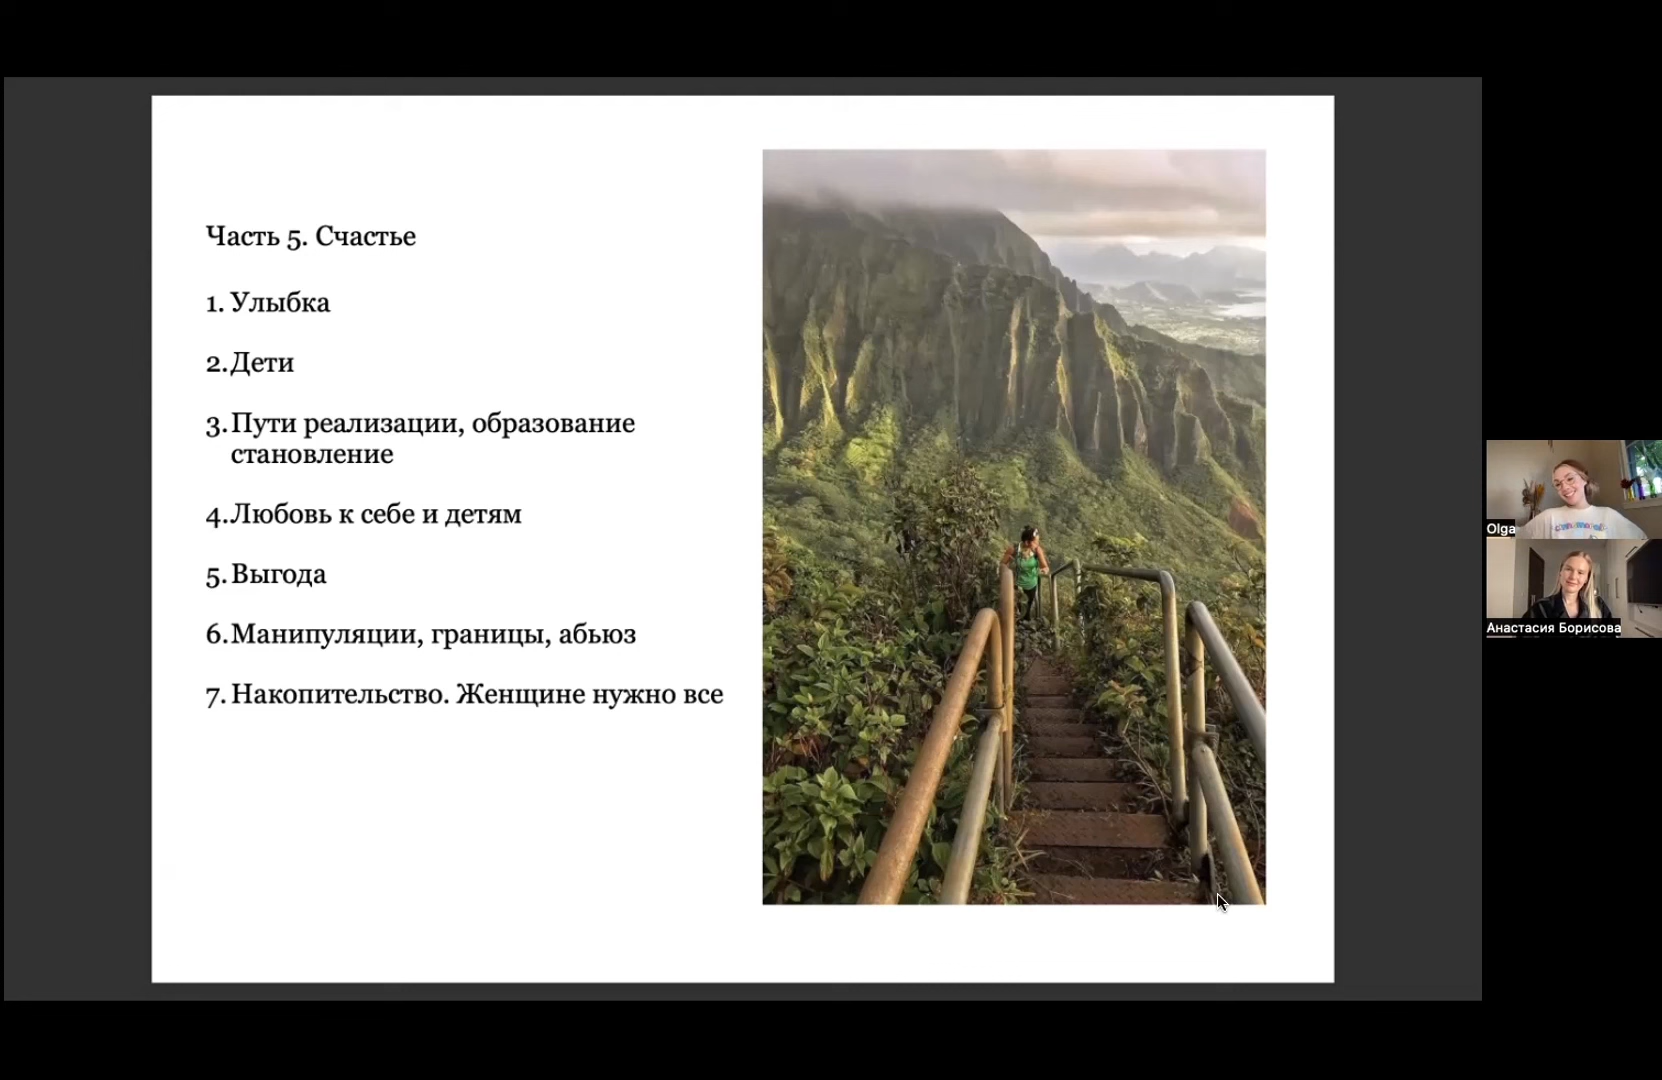 Часть 5. Счастье
1. Улыбка
2. Дети
3. Пути реализации, образование
становление
4. Любовь к себе и детям
5. Выгода
6. Манипуляции, границы, абьюз
7. Накопительство. Женщине нужно все
Olga
Анастасия Борисова